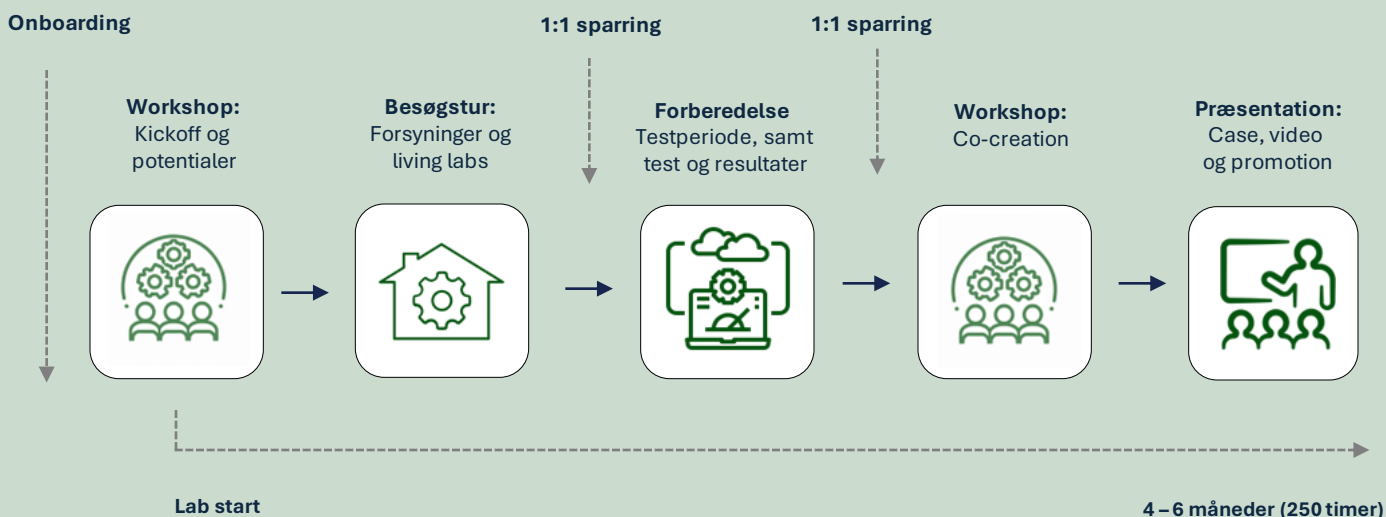 Onboarding
1:1 sparring
1:1 sparring
Workshop:
Kickoff og
potentialer
Besøgstur:
Forsyninger og
living labs
Forberedelse
Testperiode, samt
test og resultater
Workshop:
Co-creation
Præsentation:
Case, video
og promotion
Lab start
4 – 6 måneder (250 timer)